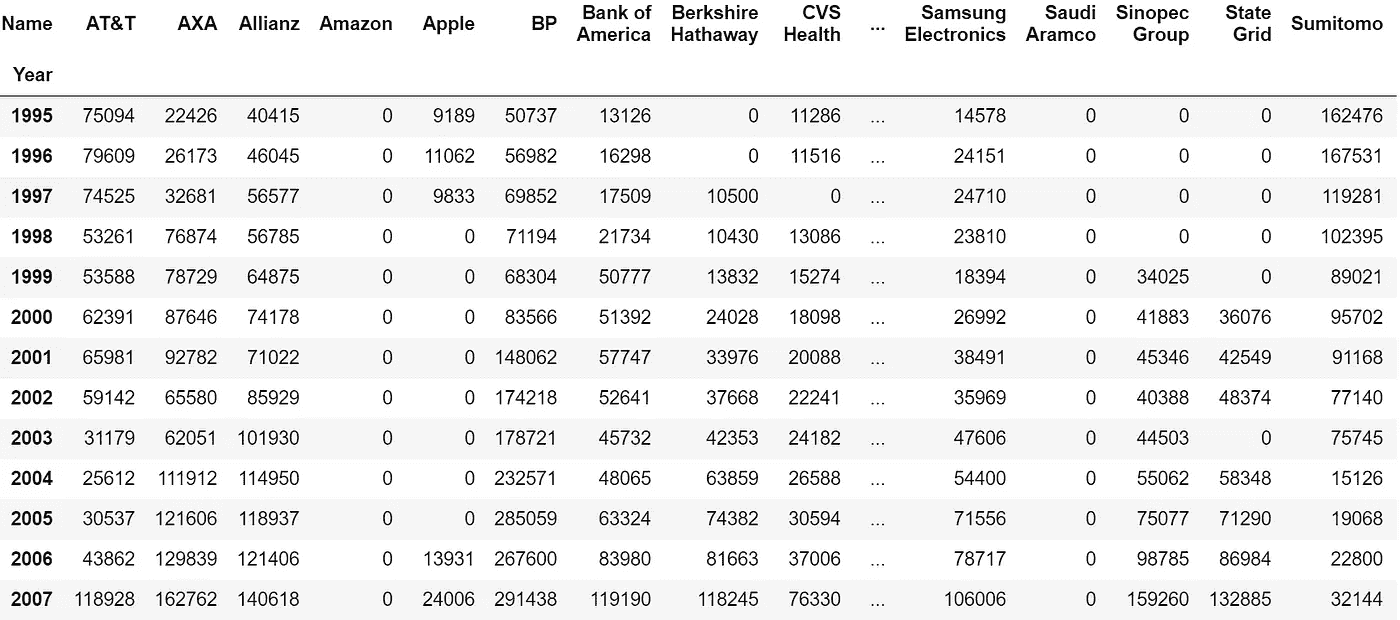 Name AT&T AXA Allianz Amazon Apple BP Bank of America Berkshire Hathaway CVS Health ... Samsung Electronics Saudi Aramco Sinopec Group State Grid Sumitomo
Year
1995 75094 22426 40415 0 9189 50737 13126 0 11286 ... 14578 0 0 0 162476
1996 79609 26173 46045 0 11062 56982 16298 0 11516 ... 24151 0 0 0 167531
1997 74525 32681 56577 0 9833 69852 17509 10500 0 ... 24710 0 0 0 119281
1998 53261 76874 56785 0 0 71194 21734 10430 13086 ... 23810 0 0 0 102395
1999 53588 78729 64875 0 0 68304 50777 13832 15274 ... 18394 0 34025 0 89021
2000 62391 87646 74178 0 0 83566 51392 24028 18098 ... 26992 0 41883 36076 95702
2001 65981 92782 71022 0 0 148062 57747 33976 20088 ... 38491 0 45346 42549 91168
2002 59142 65580 85929 0 0 174218 52641 37668 22241 ... 35969 0 40388 48374 77140
2003 31179 62051 101930 0 0 178721 45732 42353 24182 ... 47606 0 44503 0 75745
2004 25612 111912 114950 0 0 232571 48065 63859 26588 ... 54400 0 55062 58348 15126
2005 30537 121606 118937 0 0 285059 63324 74382 30594 ... 71556 0 75077 71290 19068
2006 43862 129839 121406 0 13931 267600 83980 81663 37006 ... 78717 0 98785 86984 22800
2007 118928 162762 140618 0 24006 291438 119190 118245 76330 ... 106006 0 159260 132885 32144